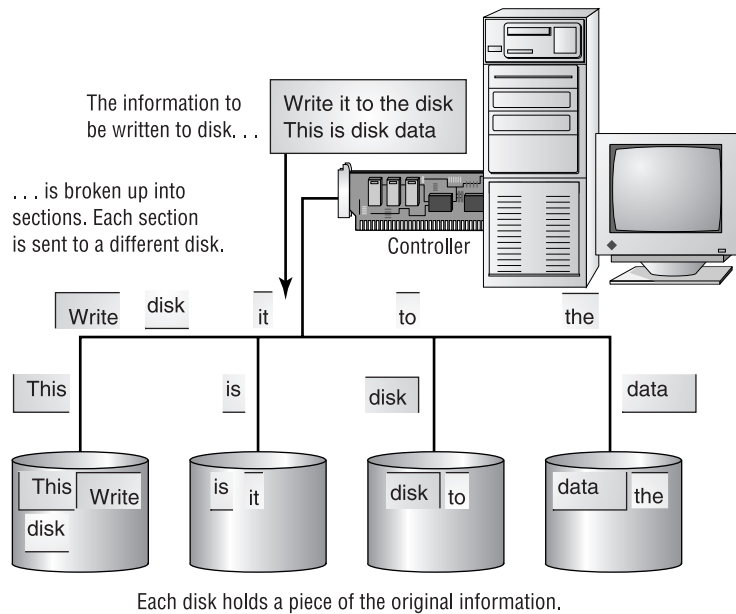 The information to
be written to disk. . .
Write it to the disk
This is disk data
. . . is broken up into
sections. Each section
is sent to a different disk.
Controller
Write disk it to the
This is disk data
This Write is it disk to data the
disk
Each disk holds a piece of the original information.